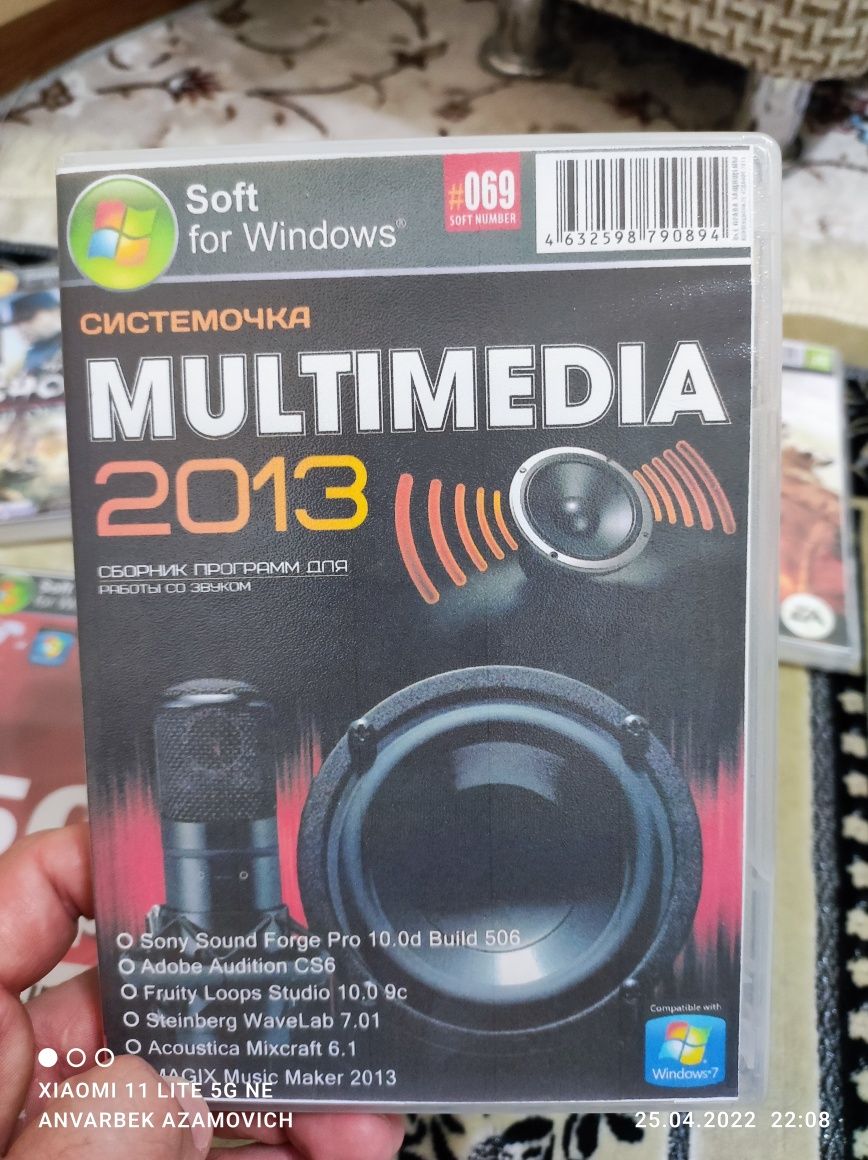 Soft
for Windows®
#069
SOFT NUMBER
4 632598 790894
СИСТЕМОЧКА
MULTIMEDIA
2013
СБОРНИК ПРОГРАММ ДЛЯ
РАБОТЫ СО ЗВУКОМ
Soft
for W
EA
Sony Sound Forge Pro 10.0d Build 506
Adobe Audition CS6
Fruity Loops Studio 10.0 9c
Steinberg WaveLab 7.01
Acoustica Mixcraft 6.1
MAGIX Music Maker 2013
Compatible with
Windows 7
XIAOMI 11 LITE 5G NE
ANVARBEK AZAMOVICH
25.04.2022 22:08